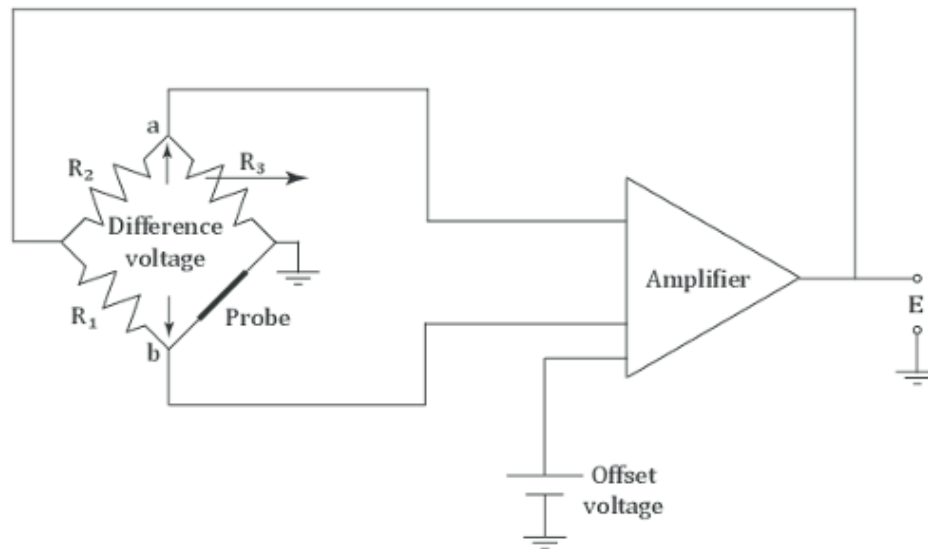 a
R₂
R₃
Difference
voltage
R₁
Probe
b
Amplifier
E
Offset
voltage